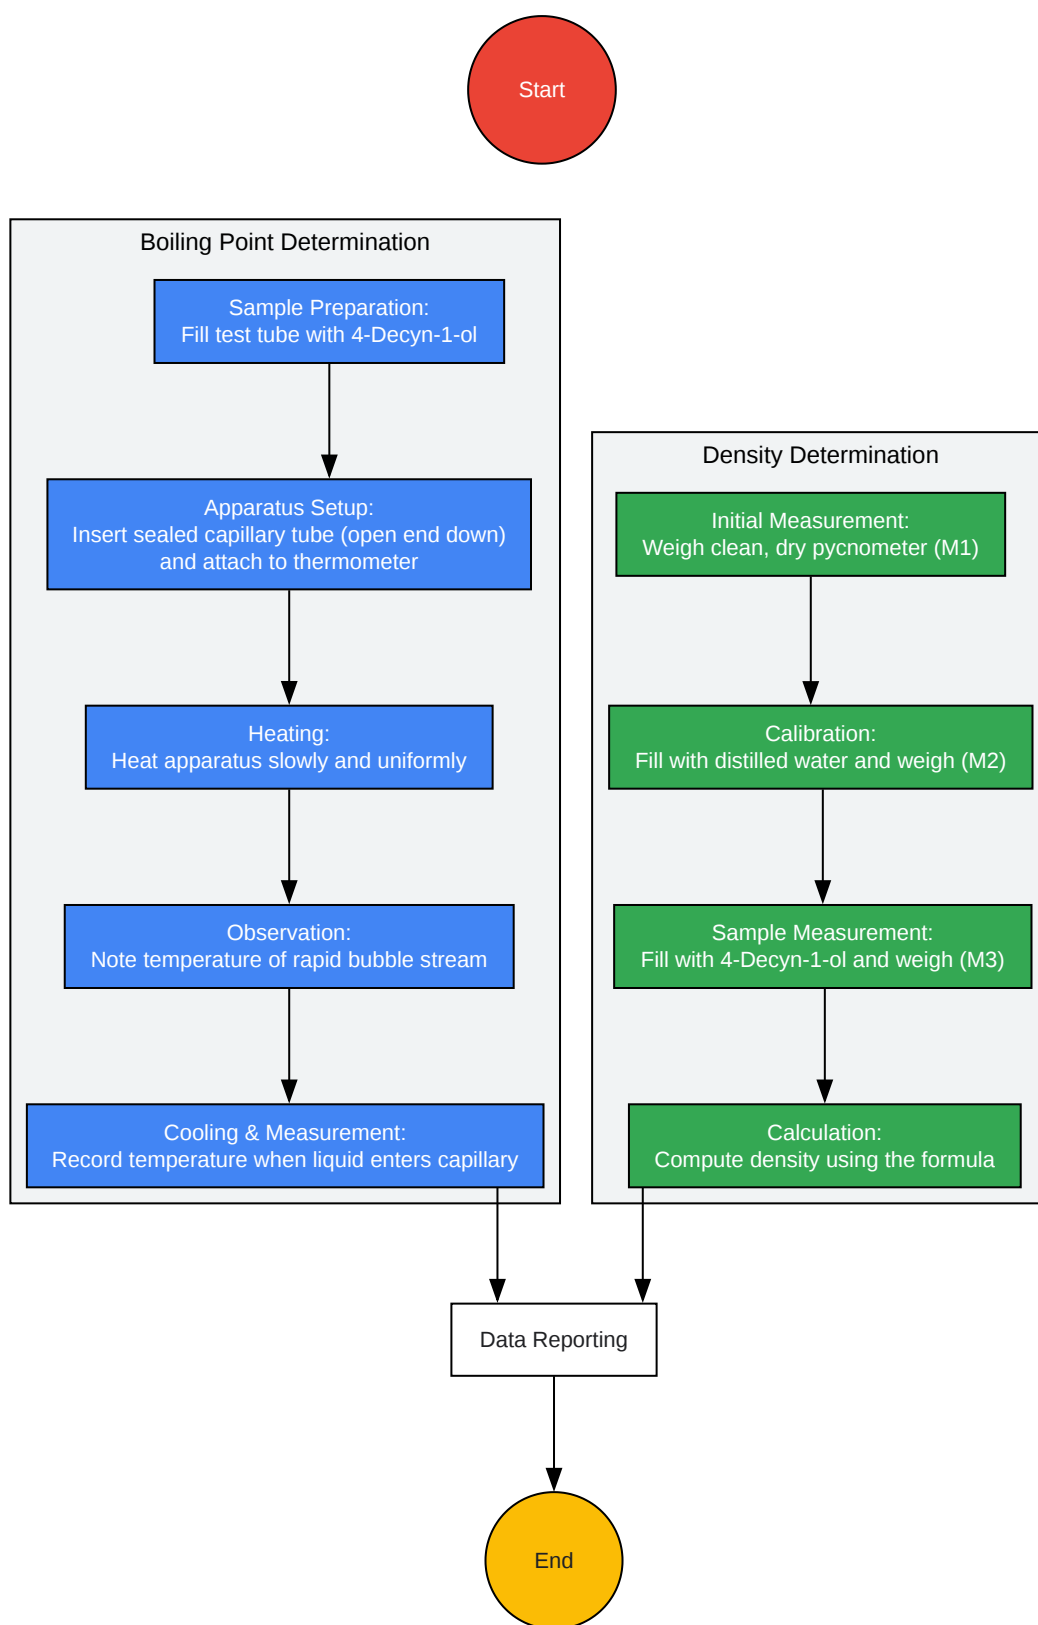 Start
Boiling Point Determination
Sample Preparation:
Fill test tube with 4-Decyn-1-ol
Apparatus Setup:
Insert sealed capillary tube (open end down)
and attach to thermometer
Heating:
Heat apparatus slowly and uniformly
Observation:
Note temperature of rapid bubble stream
Cooling & Measurement:
Record temperature when liquid enters capillary
Density Determination
Initial Measurement:
Weigh clean, dry pycnometer (M1)
Calibration:
Fill with distilled water and weigh (M2)
Sample Measurement:
Fill with 4-Decyn-1-ol and weigh (M3)
Calculation:
Compute density using the formula
Data Reporting
End